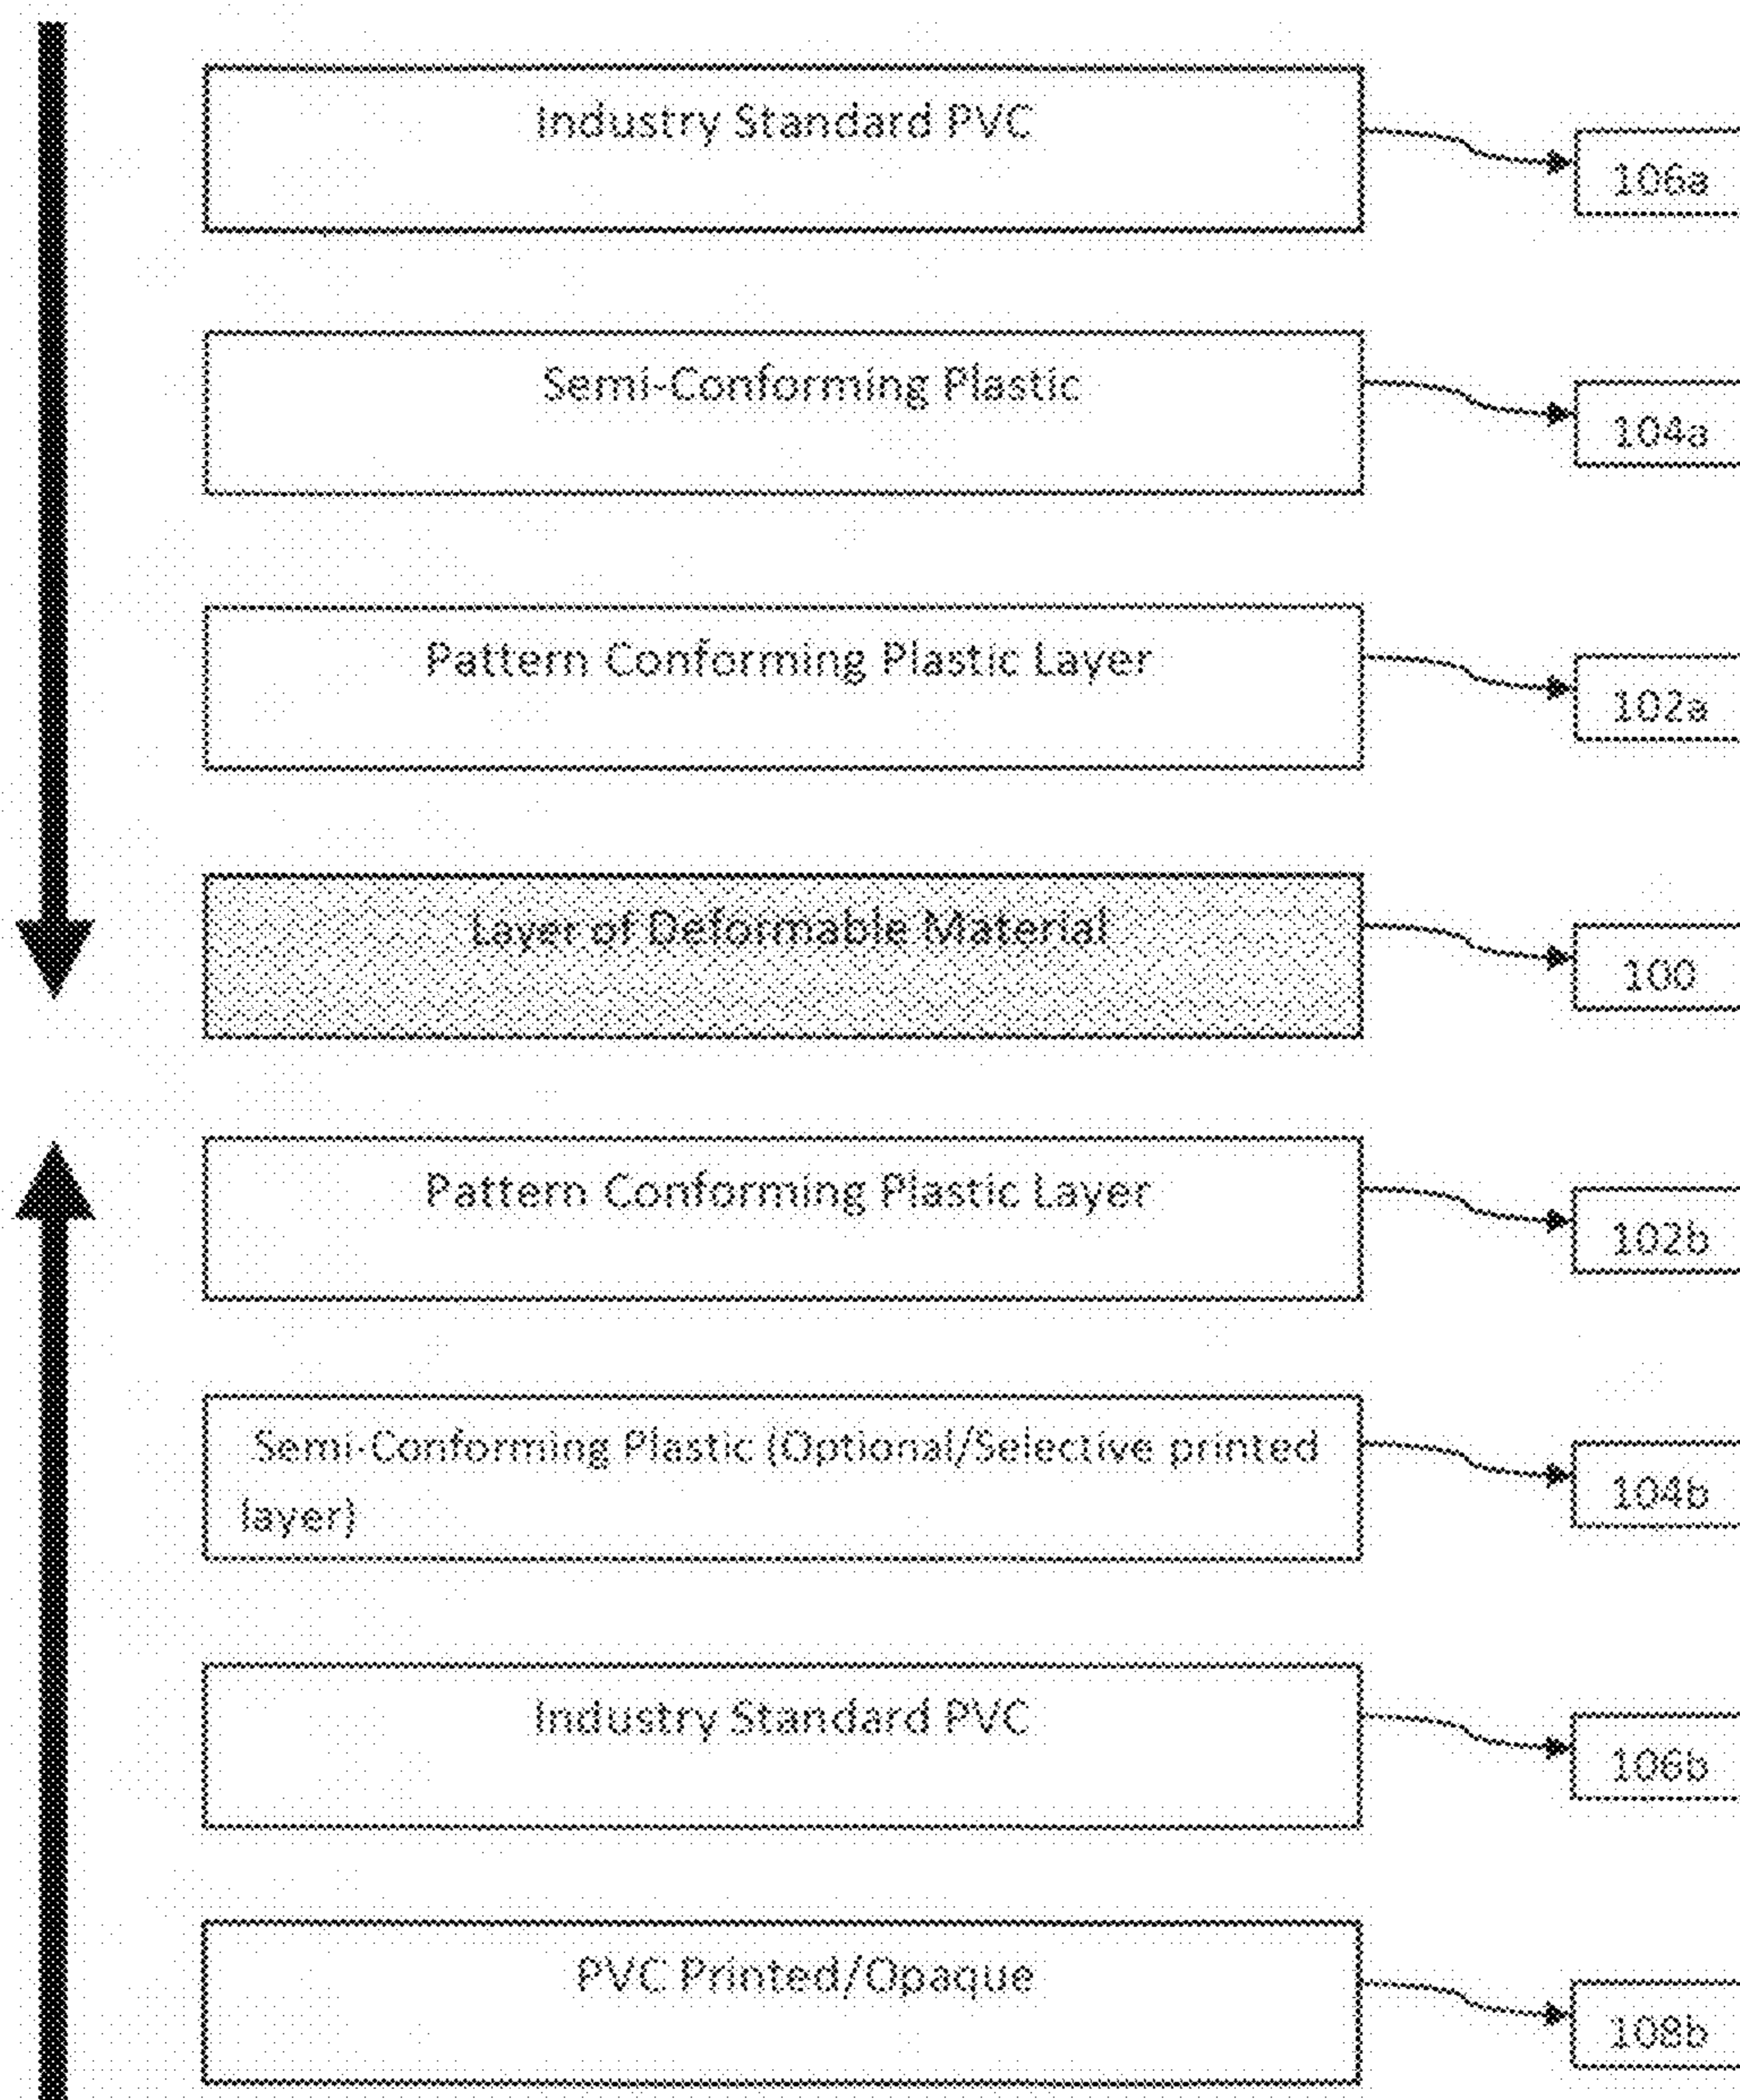 Industry Standard PVC
106a
Semi-Conforming Plastic
104a
Pattern Conforming Plastic Layer
102a
Layer of Deformable Material
100
Pattern Conforming Plastic Layer
102b
Semi-Conforming Plastic (Optional/Selective printed
layer)
104b
Industry Standard PVC
106b
PVC Printed/Opaque
108b